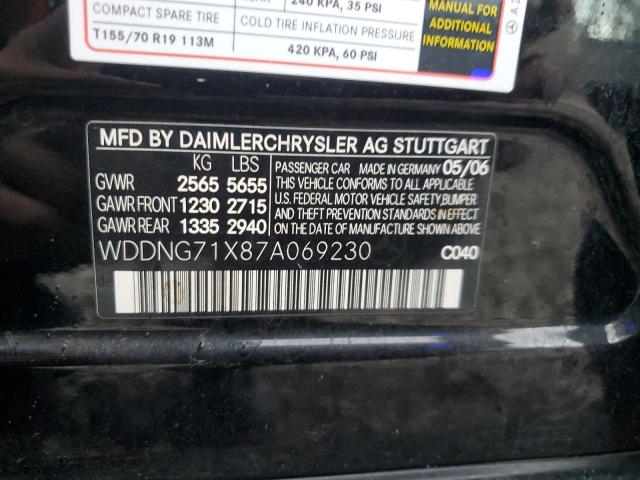 240 KPA, 35 PSI
COMPACT SPARE TIRE
COLD TIRE INFLATION PRESSURE
T155/70 R19 113M
420 KPA, 60 PSI
MANUAL FOR
ADDITIONAL
INFORMATION
MFD BY DAIMLERCHRYSLER AG STUTTGART
KG LBS
GVWR 2565 5655
GAWR FRONT 1230 2715
GAWR REAR 1335 2940
PASSENGER CAR MADE IN GERMANY 05/06
THIS VEHICLE CONFORMS TO ALL APPLICABLE
U.S. FEDERAL MOTOR VEHICLE SAFETY,BUMPER
AND THEFT PREVENTION STANDARDS IN EFFECT
ON THE DATE OF MANUFACTURE SHOWN ABOVE
WDDNG71X87A069230
C040